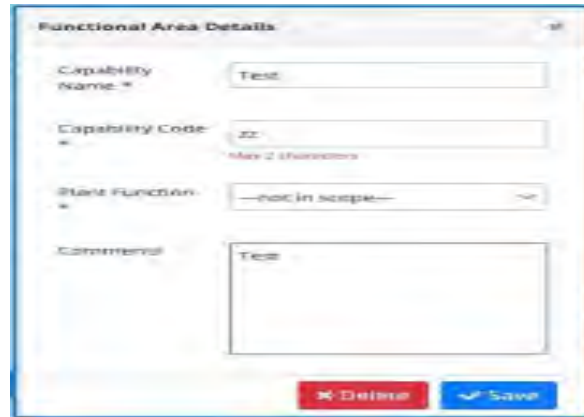 Functional Area Details
Capability
Name *
Test
Capability Code
*
zz
Max 2 characters
Plant Function
*
---not in scope---
Comments
Test
Delete
Save